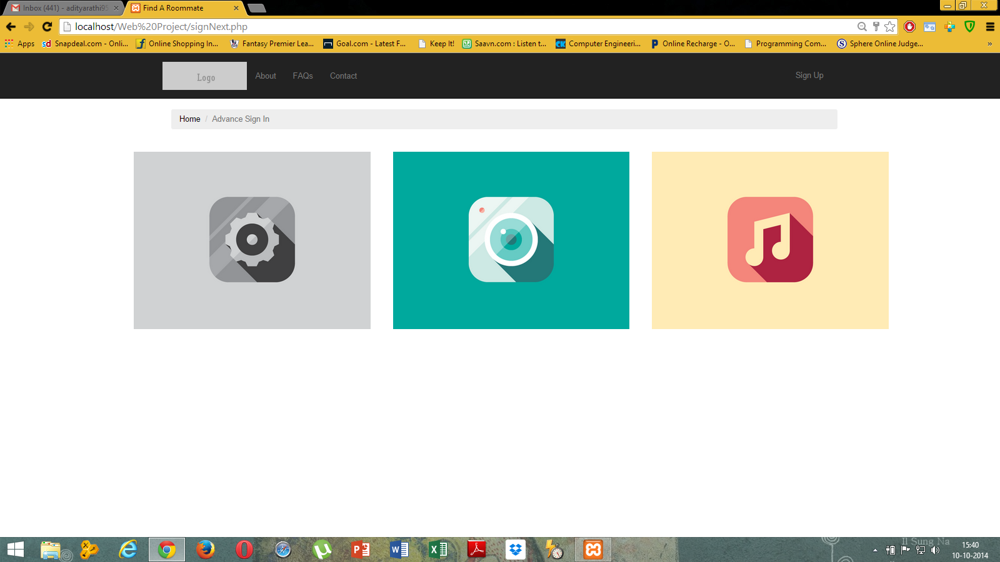 Inbox (441) - adityarathi95
Find A Roommate
localhost/Web%20Project/signNext.php
Apps
Snapdeal.com - Onli...
Online Shopping In...
Fantasy Premier Lea...
Goal.com - Latest F...
Keep It!
Saavn.com : Listen t...
Computer Engineeri...
Online Recharge - O...
Programming Com...
Sphere Online Judge...
»
Logo
About
FAQs
Contact
Sign Up
Home / Advance Sign In
Il Sung Na
15:40
10-10-2014